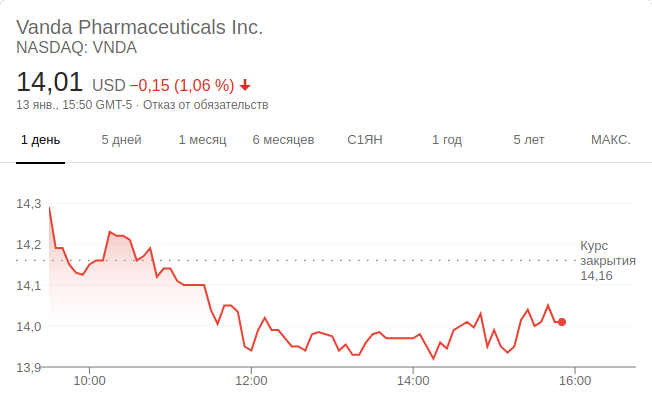 Vanda Pharmaceuticals Inc.
NASDAQ: VNDA
14,01 USD −0,15 (1,06 %)
13 янв., 15:50 GMT-5 · Отказ от обязательств
1 день 5 дней 1 месяц 6 месяцев С1ЯН 1 год 5 лет МАКС.
14,3
14,2
14,1
14,0
13,9
Курс
закрытия
14,16
10:00 12:00 14:00 16:00